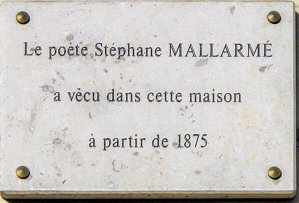 Le poète Stéphane MALLARMÉ
a vécu dans cette maison
à partir de 1875